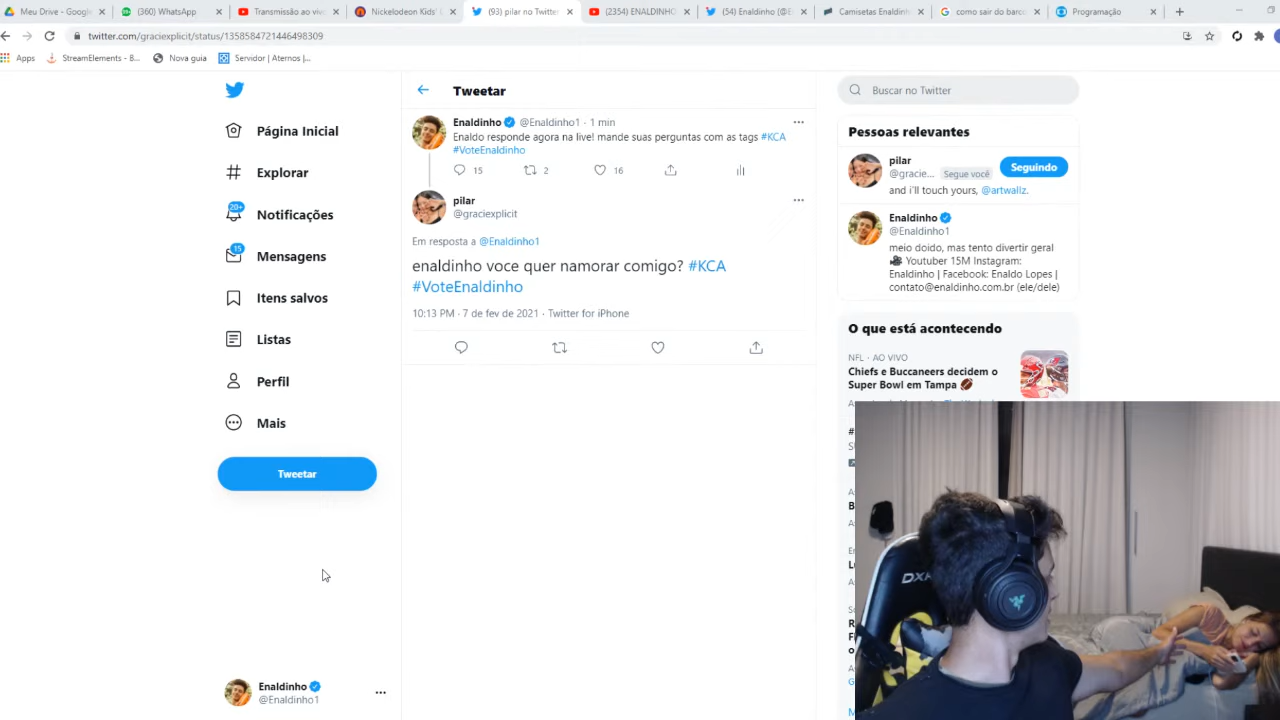 Meu Drive - Google
(360) WhatsApp
Transmissão ao viv
Nickelodeon Kids'
(93) pilar no Twitter
(2354) ENALDINHO
(54) Enaldinho (@E
Camisetas Enaldinh
como sair do barco
Programação
twitter.com/graciexplicit/status/1358584721446498309
Apps
StreamElements - B...
Nova guia
Servidor | Aternos |...
Página Inicial
Explorar
20+
Notificações
15
Mensagens
Itens salvos
Listas
Perfil
Mais
Tweetar
Enaldinho
@Enaldinho1
Tweetar
Enaldinho @Enaldinho1 · 1 min
Enaldo responde agora na live! mande suas perguntas com as tags #KCA
#VoteEnaldinho
15 2 16
pilar
@graciexplicit
Em resposta a @Enaldinho1
enaldinho voce quer namorar comigo? #KCA
#VoteEnaldinho
10:13 PM · 7 de fev de 2021 · Twitter for iPhone
Buscar no Twitter
Pessoas relevantes
pilar
@gracie... Segue você
Seguindo
and i'll touch yours, @artwallz.
Enaldinho
@Enaldinho1
meio doido, mas tento divertir geral
🎥 Youtuber 15M Instagram:
Enaldinho | Facebook: Enaldo Lopes |
contato@enaldinho.com.br (ele/dele)
O que está acontecendo
NFL · AO VIVO
Chiefs e Buccaneers decidem o
Super Bowl em Tampa 🏈
DX